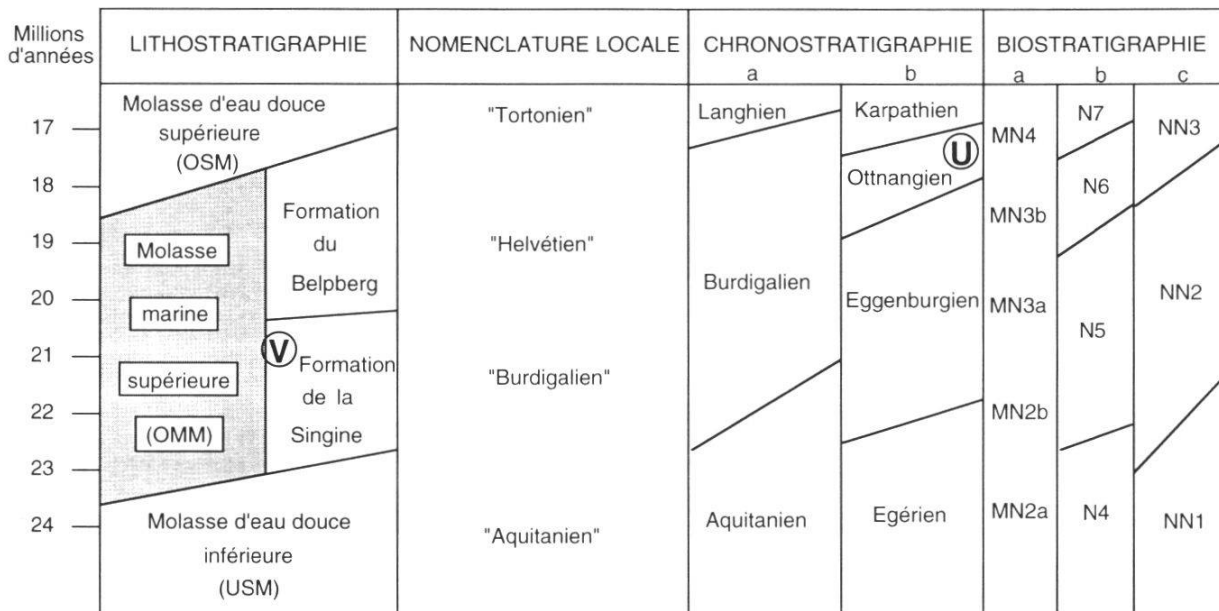 Millions
d'années
LITHOSTRATIGRAPHIE
NOMENCLATURE LOCALE
CHRONOSTRATIGRAPHIE
a
b
BIOSTRATIGRAPHIE
a
b
c
17
18
19
20
21
22
23
24
Molasse d'eau douce
supérieure
(OSM)
Molasse
marine
supérieure
(OMM)
Formation
du
Belpberg
V
Formation
de la
Singine
Molasse d'eau douce
inférieure
(USM)
"Tortonien"
"Helvétien"
"Burdigalien"
"Aquitanien"
Langhien
Burdigalien
Aquitanien
Karpathien
U
Ottnangien
Eggenburgien
Egérien
MN4
MN3b
MN3a
MN2b
MN2a
N7
N6
N5
N4
NN3
NN2
NN1